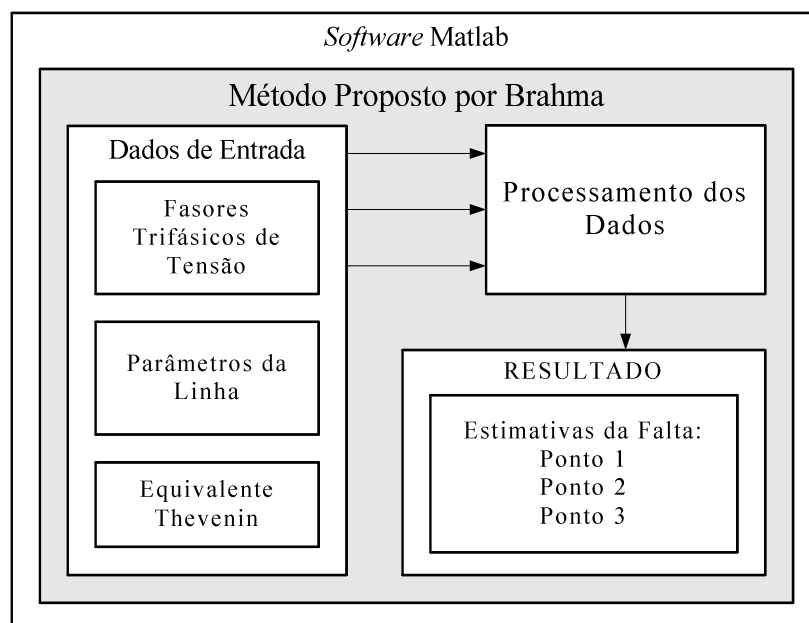 Software Matlab
Método Proposto por Brahma
Dados de Entrada
Fasores
Trifásicos de
Tensão
Parâmetros da
Linha
Equivalente
Thevenin
Processamento dos
Dados
RESULTADO
Estimativas da Falta:
Ponto 1
Ponto 2
Ponto 3